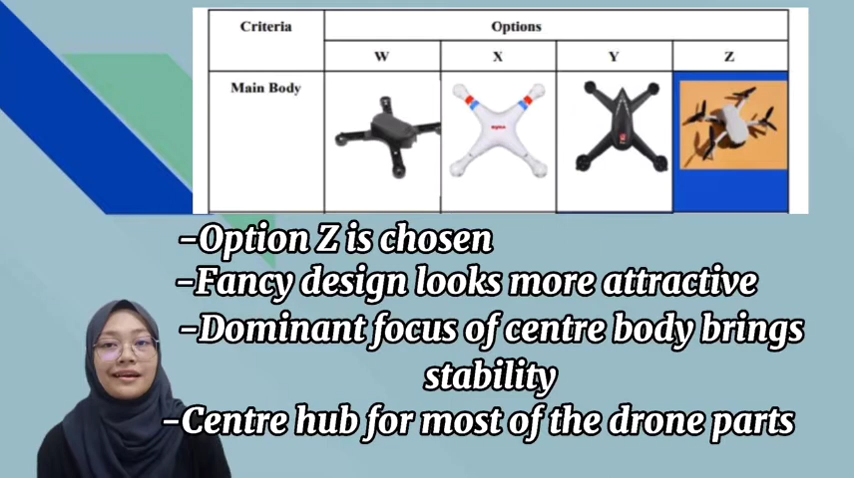 Criteria Options
W X Y Z
Main Body
syma
-Option Z is chosen
-Fancy design looks more attractive
-Dominant focus of centre body brings
stability
-Centre hub for most of the drone parts